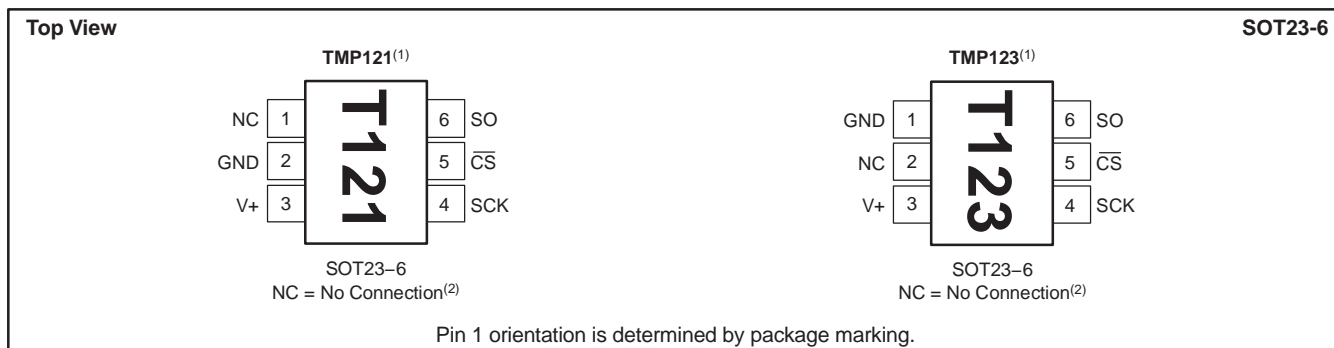 Top View SOT23-6
TMP121(1) TMP123(1)
NC 1 T121 6 SO GND 1 T123 6 SO
GND 2 5 C̅S̅ NC 2 5 C̅S̅
V+ 3 4 SCK V+ 3 4 SCK
SOT23−6 SOT23−6
NC = No Connection(2) NC = No Connection(2)
Pin 1 orientation is determined by package marking.